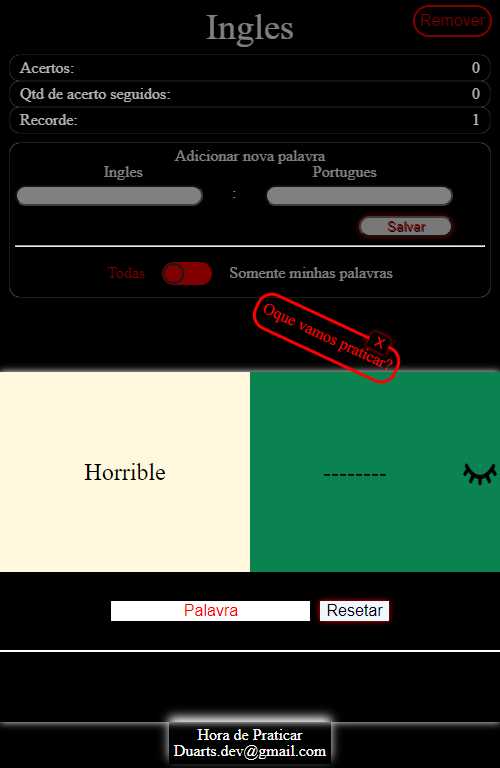 Ingles
Remover
Acertos: 0
Qtd de acerto seguidos: 0
Recorde: 1
Adicionar nova palavra
Ingles Portugues
:
Salvar
Todas Somente minhas palavras
Oque vamos praticar?
X
Horrible --------
Palavra Resetar
Hora de Praticar
Duarts.dev@gmail.com